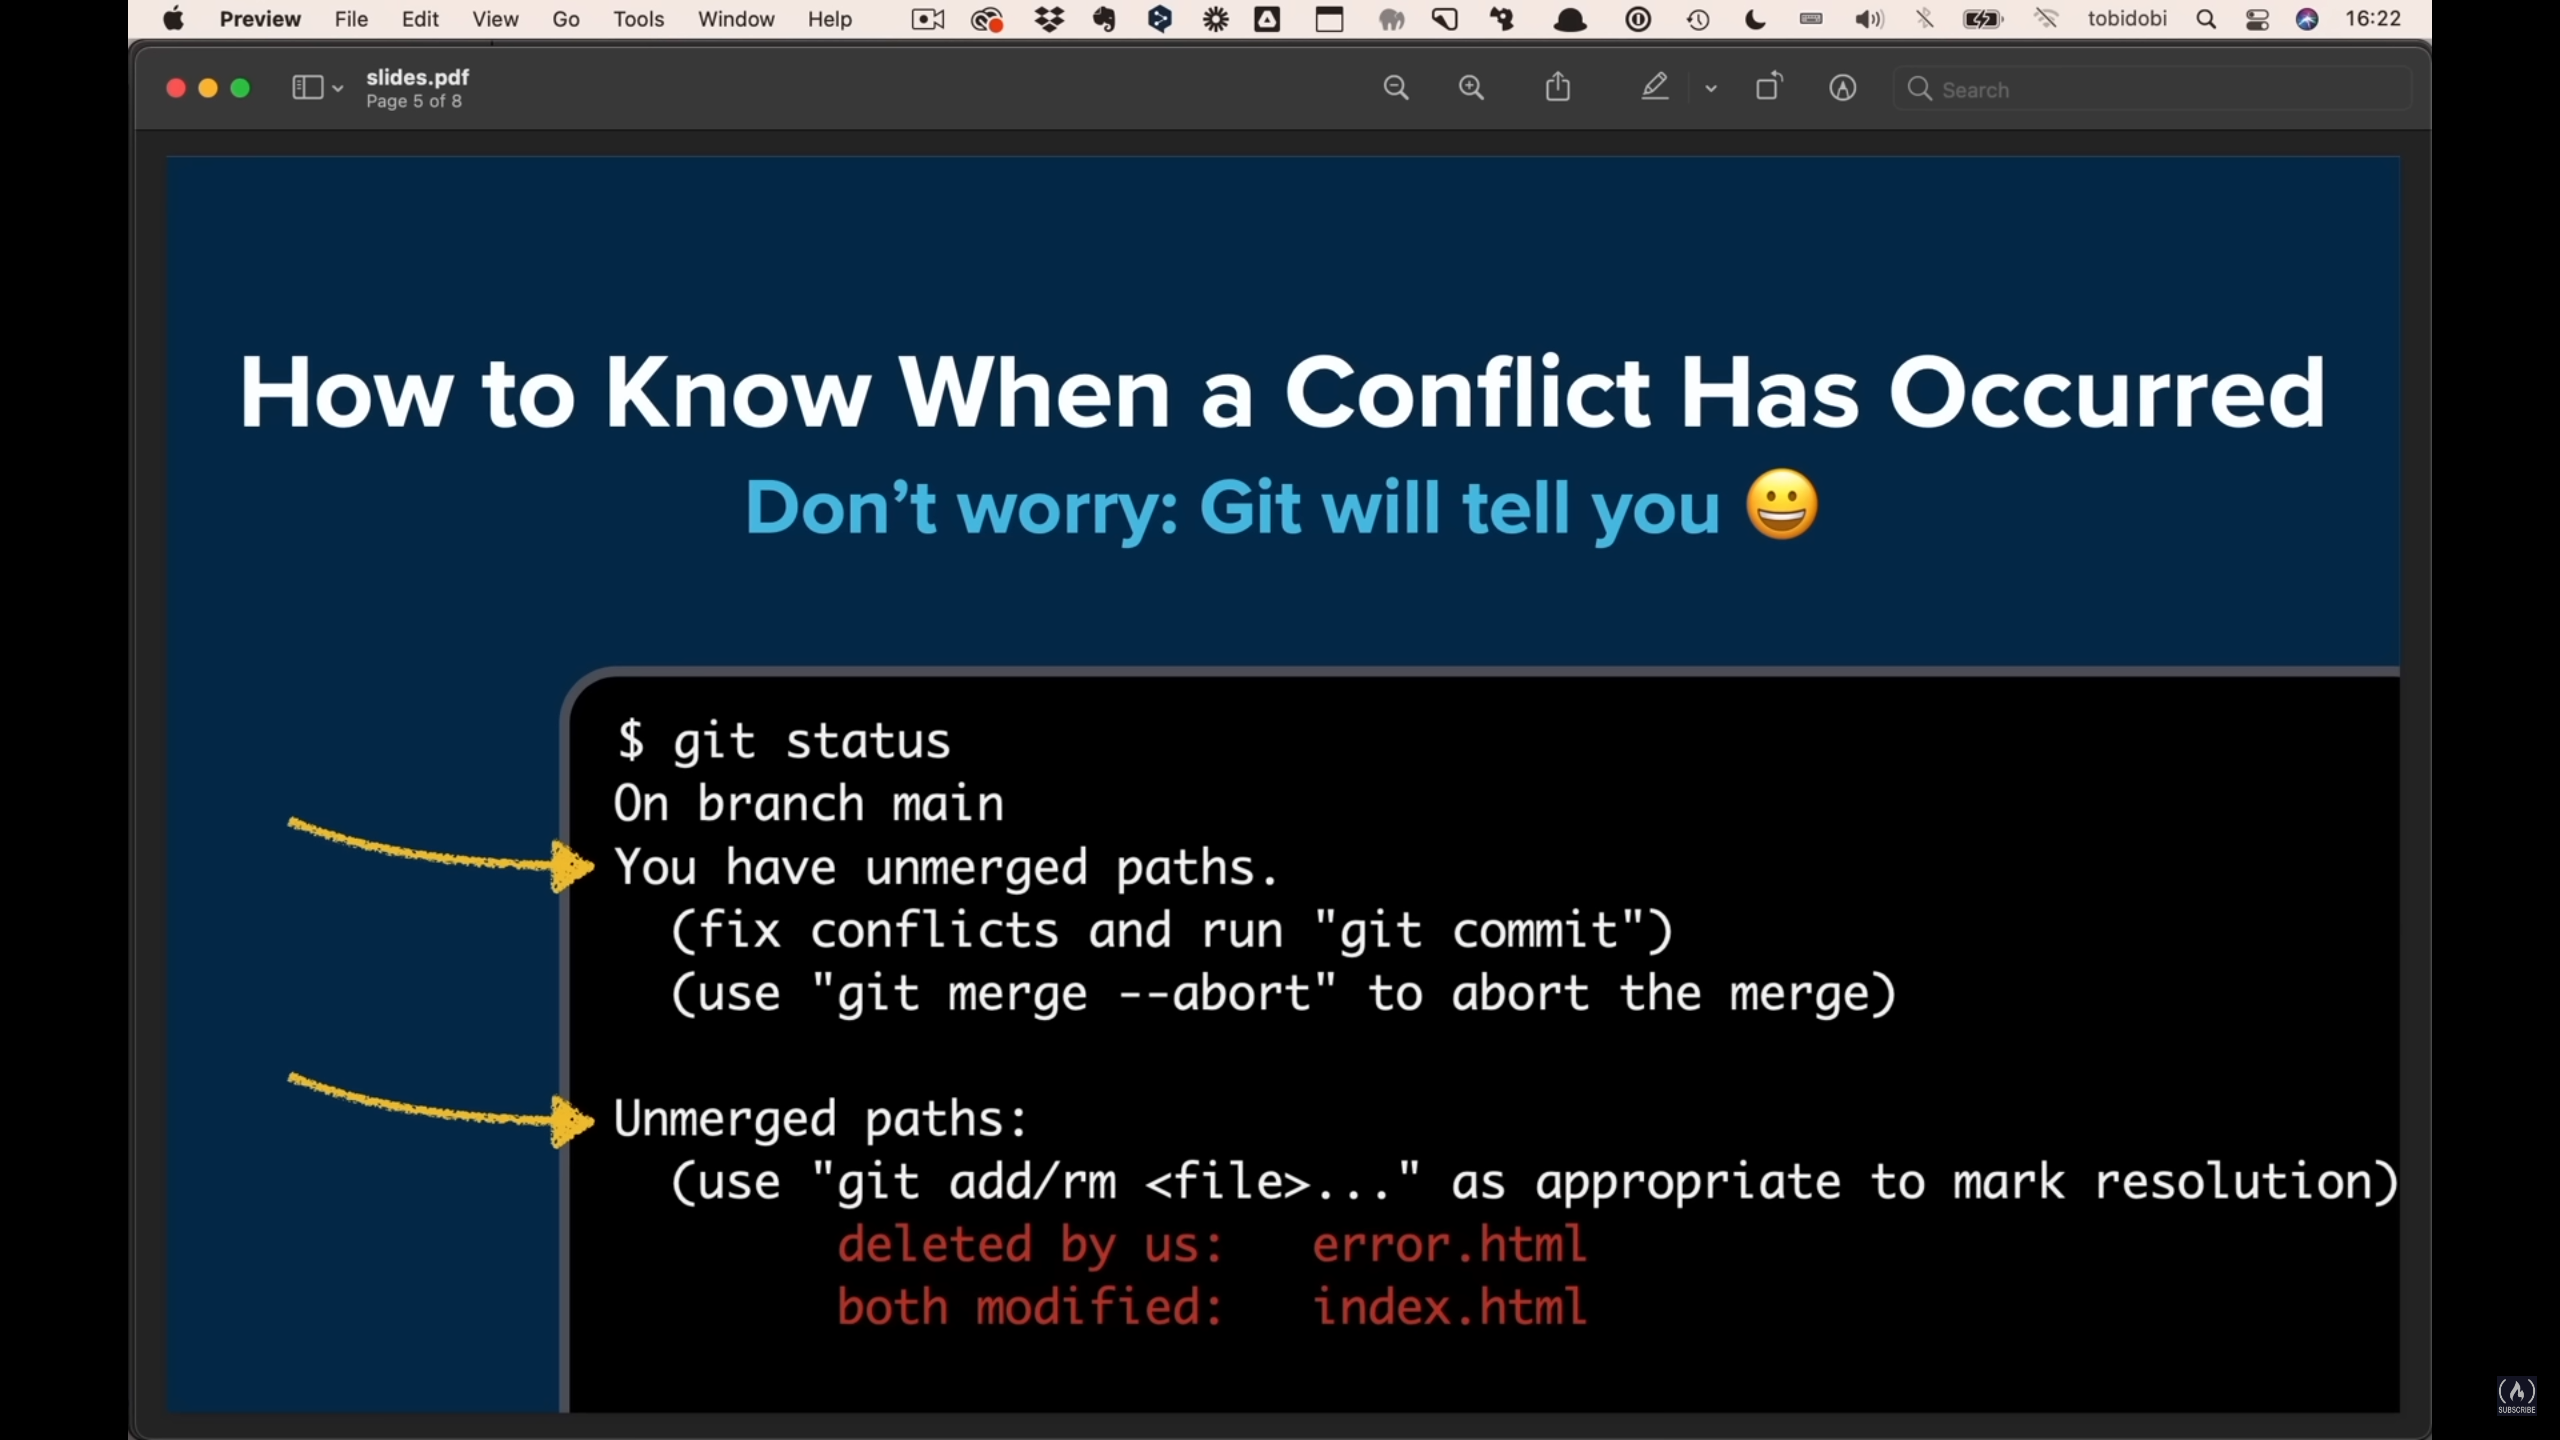 Preview File Edit View Go Tools Window Help tobidobi 16:22
slides.pdf
Page 5 of 8
Search
How to Know When a Conflict Has Occurred
Don’t worry: Git will tell you 😀
$ git status
On branch main
You have unmerged paths.
(fix conflicts and run "git commit")
(use "git merge --abort" to abort the merge)
Unmerged paths:
(use "git add/rm <file>..." as appropriate to mark resolution)
deleted by us: error.html
both modified: index.html
SUBSCRIBE